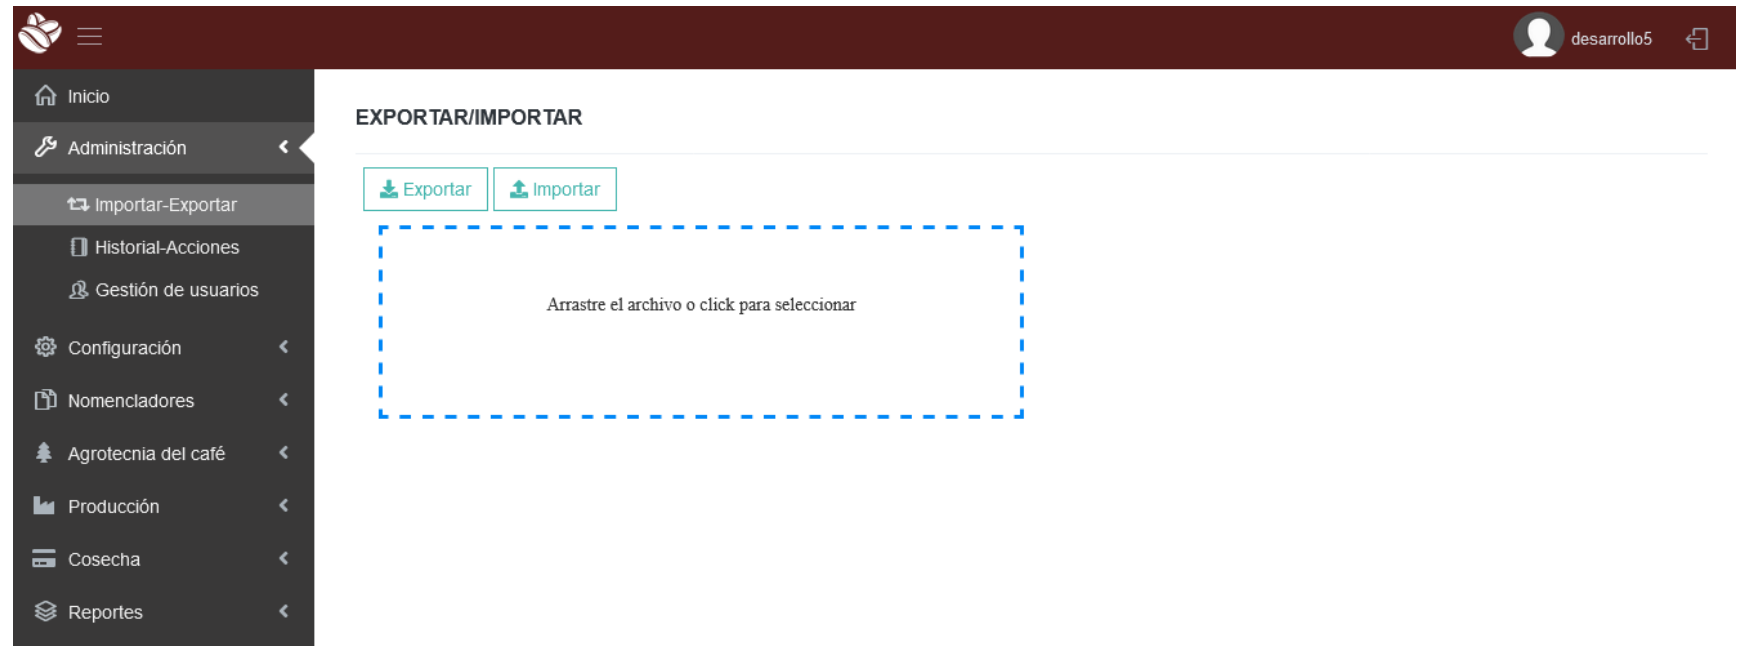 desarrollo5
Inicio
Administración
Importar-Exportar
Historial-Acciones
Gestión de usuarios
Configuración
Nomencladores
Agrotecnia del café
Producción
Cosecha
Reportes
EXPORTAR/IMPORTAR
Exportar Importar
Arrastre el archivo o click para seleccionar